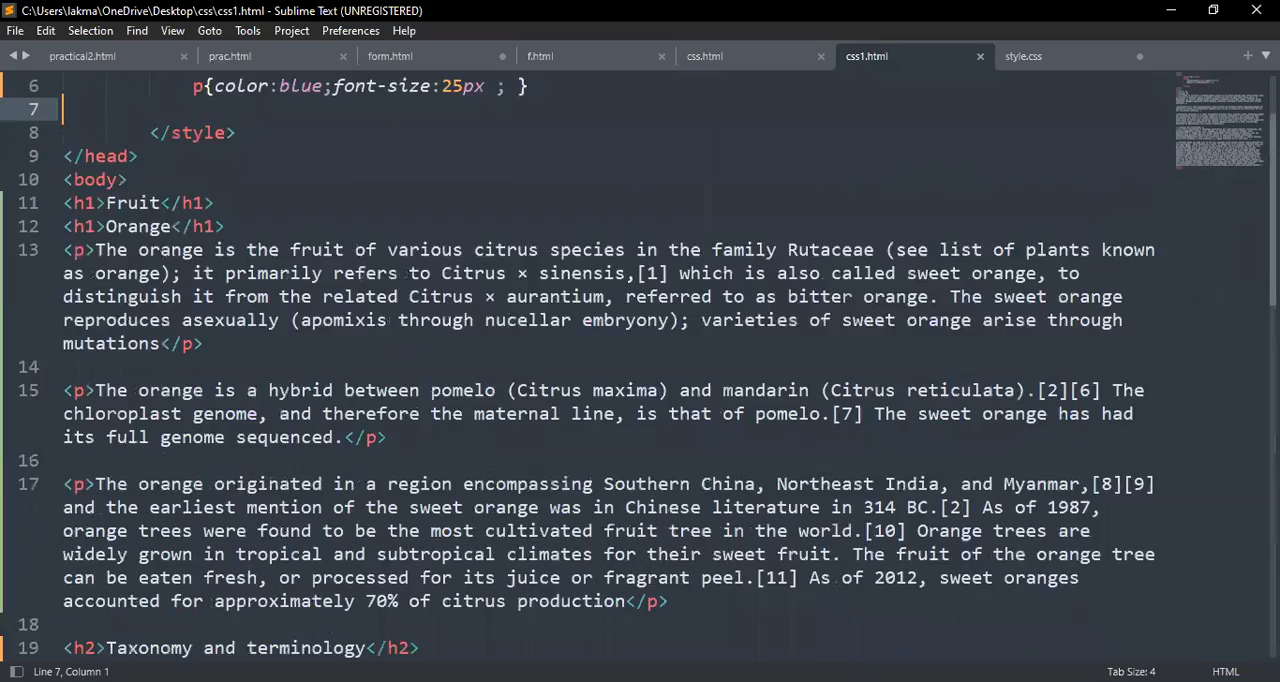 C:\Users\lakma\OneDrive\Desktop\css\css1.html - Sublime Text (UNREGISTERED)
File Edit Selection Find View Goto Tools Project Preferences Help
practical2.html prac.html form.html f.html css.html css1.html style.css
6 p{color:blue;font-size:25px ; }
7
8 </style>
9 </head>
10 <body>
11 <h1>Fruit</h1>
12 <h1>Orange</h1>
13 <p>The orange is the fruit of various citrus species in the family Rutaceae (see list of plants known
as orange); it primarily refers to Citrus × sinensis,[1] which is also called sweet orange, to
distinguish it from the related Citrus × aurantium, referred to as bitter orange. The sweet orange
reproduces asexually (apomixis through nucellar embryony); varieties of sweet orange arise through
mutations</p>
14
15 <p>The orange is a hybrid between pomelo (Citrus maxima) and mandarin (Citrus reticulata).[2][6] The
chloroplast genome, and therefore the maternal line, is that of pomelo.[7] The sweet orange has had
its full genome sequenced.</p>
16
17 <p>The orange originated in a region encompassing Southern China, Northeast India, and Myanmar,[8][9]
and the earliest mention of the sweet orange was in Chinese literature in 314 BC.[2] As of 1987,
orange trees were found to be the most cultivated fruit tree in the world.[10] Orange trees are
widely grown in tropical and subtropical climates for their sweet fruit. The fruit of the orange tree
can be eaten fresh, or processed for its juice or fragrant peel.[11] As of 2012, sweet oranges
accounted for approximately 70% of citrus production</p>
18
19 <h2>Taxonomy and terminology</h2>
Line 7, Column 1 Tab Size: 4 HTML